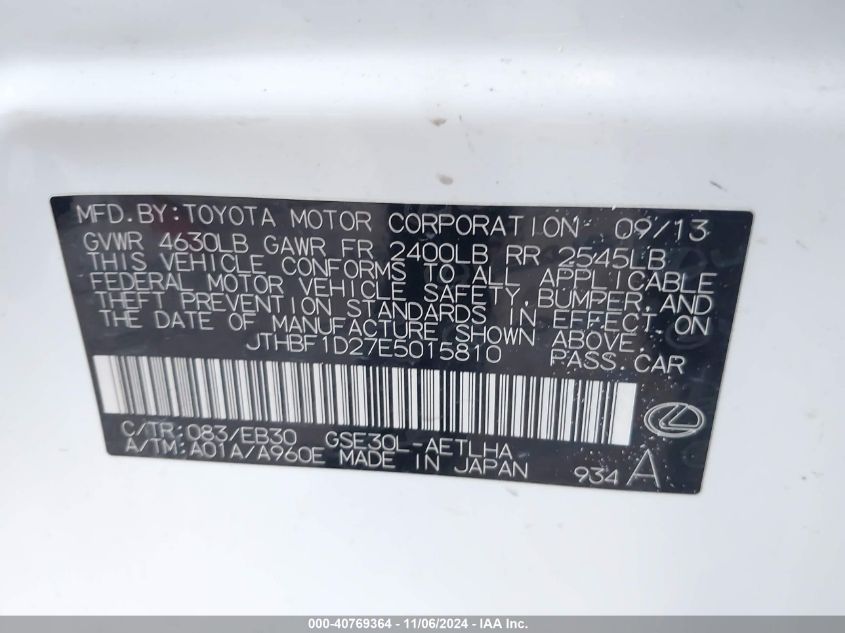 MFD.BY:TOYOTA MOTOR CORPORATION 09/13
GVWR 4630LB GAWR FR 2400LB RR 2545LB
THIS VEHICLE CONFORMS TO ALL APPLICABLE
FEDERAL MOTOR VEHICLE SAFETY, BUMPER, AND
THEFT PREVENTION STANDARDS IN EFFECT ON
THE DATE OF MANUFACTURE SHOWN ABOVE.
JTHBF1D27E5015810 PASS.CAR
C/TR:083/EB30 GSE30L-AETLHA
A/TM:A01A/A960E MADE IN JAPAN 934 A
000-40769364 - 11/06/2024 - IAA Inc.